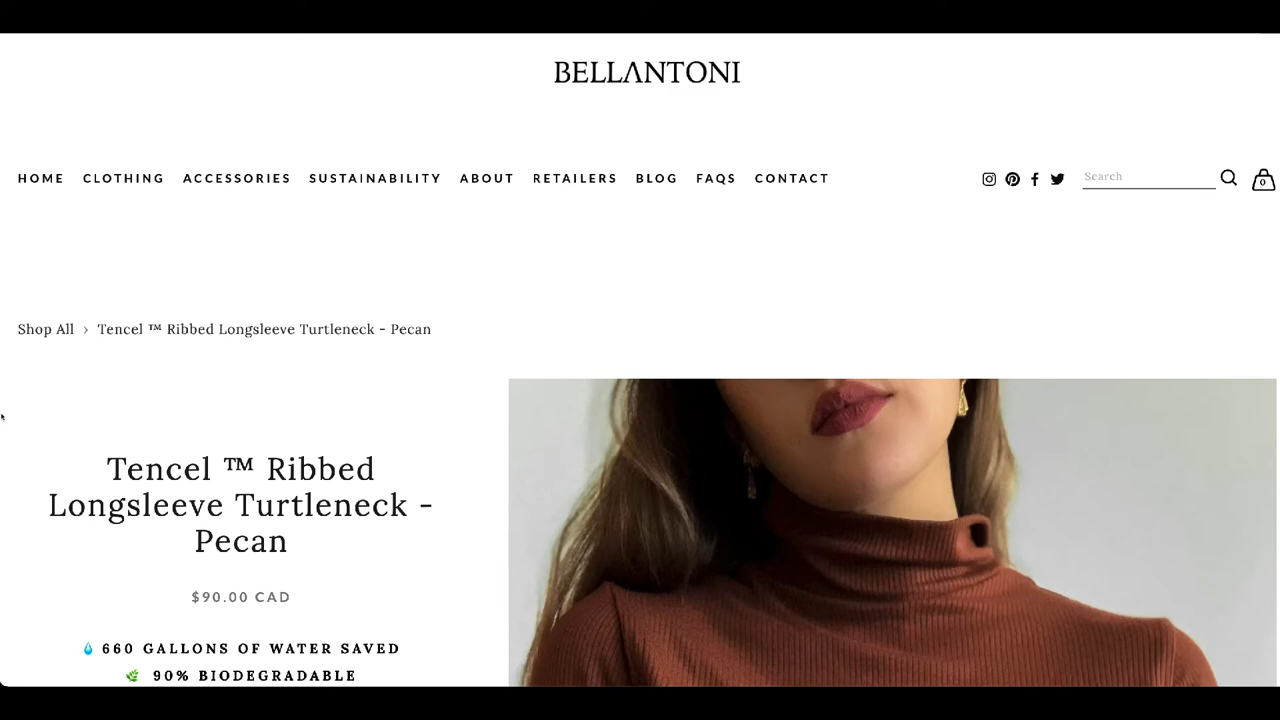 BELLANTONI
HOME CLOTHING ACCESSORIES SUSTAINABILITY ABOUT RETAILERS BLOG FAQS CONTACT
Search
0
Shop All › Tencel ™ Ribbed Longsleeve Turtleneck - Pecan
Tencel ™ Ribbed
Longsleeve Turtleneck -
Pecan
$90.00 CAD
💧 660 GALLONS OF WATER SAVED
🌿 90% BIODEGRADABLE